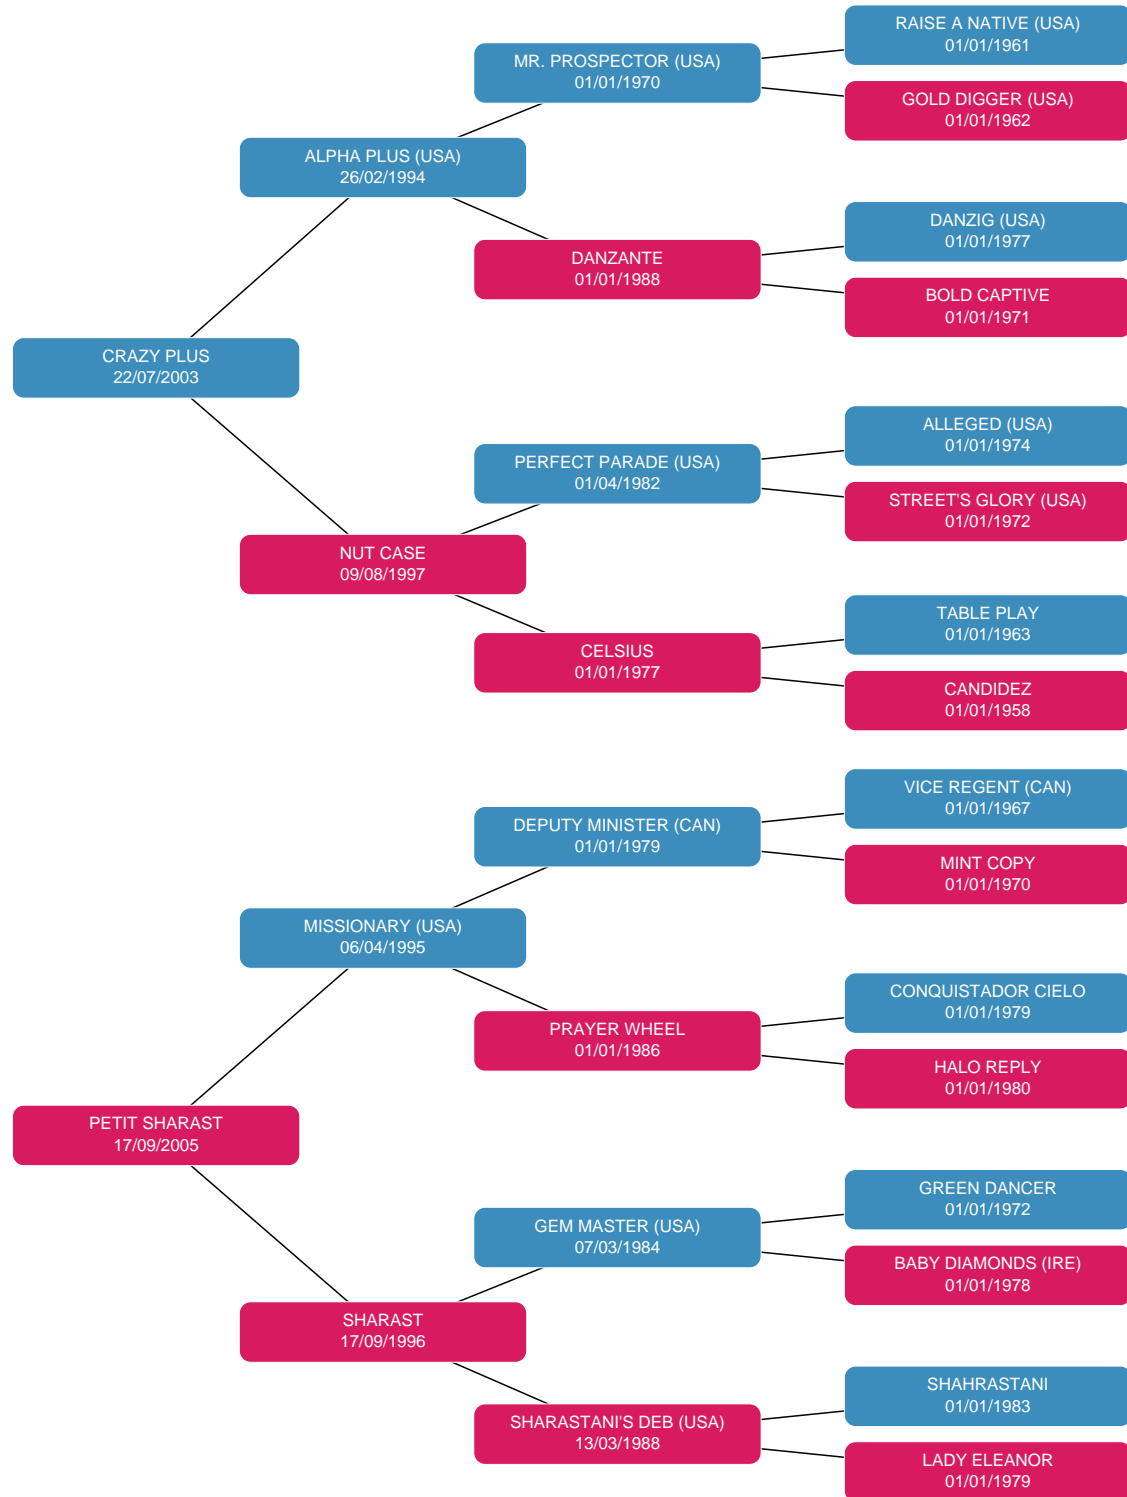 RAISE A NATIVE (USA)
01/01/1961
MR. PROSPECTOR (USA)
01/01/1970
GOLD DIGGER (USA)
01/01/1962
ALPHA PLUS (USA)
26/02/1994
DANZIG (USA)
01/01/1977
DANZANTE
01/01/1988
BOLD CAPTIVE
01/01/1971
CRAZY PLUS
22/07/2003
ALLEGED (USA)
01/01/1974
PERFECT PARADE (USA)
01/04/1982
STREET'S GLORY (USA)
01/01/1972
NUT CASE
09/08/1997
TABLE PLAY
01/01/1963
CELSIUS
01/01/1977
CANDIDEZ
01/01/1958
VICE REGENT (CAN)
01/01/1967
DEPUTY MINISTER (CAN)
01/01/1979
MINT COPY
01/01/1970
MISSIONARY (USA)
06/04/1995
CONQUISTADOR CIELO
01/01/1979
PRAYER WHEEL
01/01/1986
HALO REPLY
01/01/1980
PETIT SHARAST
17/09/2005
GREEN DANCER
01/01/1972
GEM MASTER (USA)
07/03/1984
BABY DIAMONDS (IRE)
01/01/1978
SHARAST
17/09/1996
SHAHRASTANI
01/01/1983
SHARASTANI'S DEB (USA)
13/03/1988
LADY ELEANOR
01/01/1979